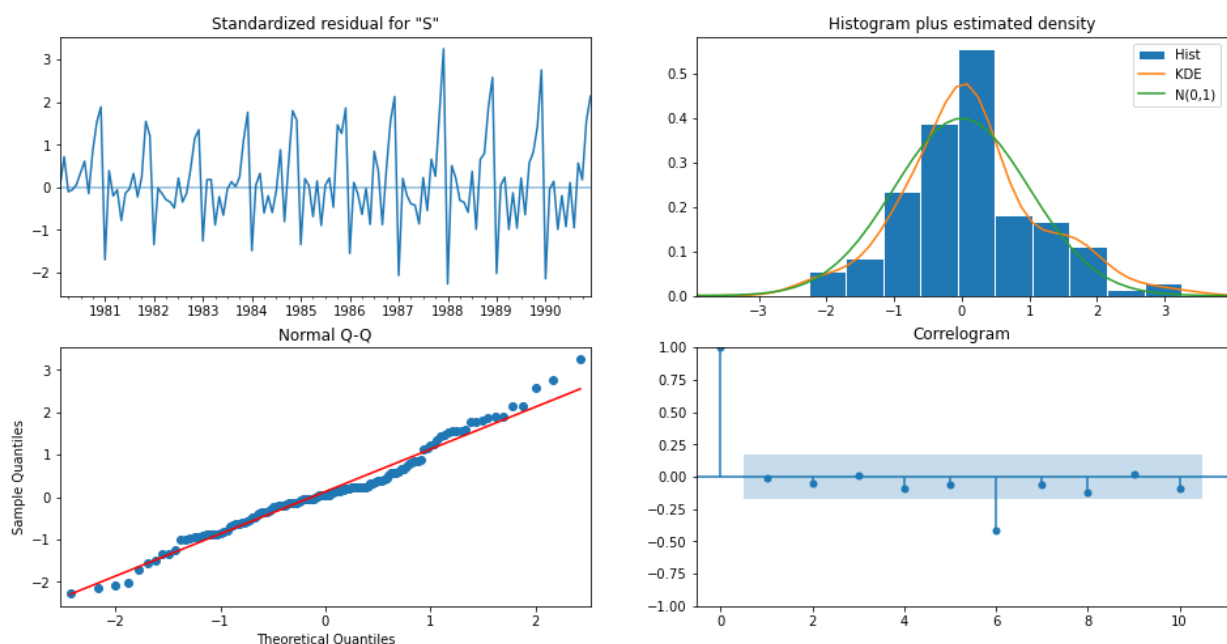 Standardized residual for "S"
3
2
1
0
−1
−2
1981 1982 1983 1984 1985 1986 1987 1988 1989 1990
Histogram plus estimated density
Hist
KDE
N(0,1)
0.5
0.4
0.3
0.2
0.1
0.0
−3 −2 −1 0 1 2 3
Normal Q-Q
Sample Quantiles
3
2
1
0
−1
−2
−2 −1 0 1 2
Theoretical Quantiles
Correlogram
1.00
0.75
0.50
0.25
0.00
−0.25
−0.50
−0.75
−1.00
0 2 4 6 8 10